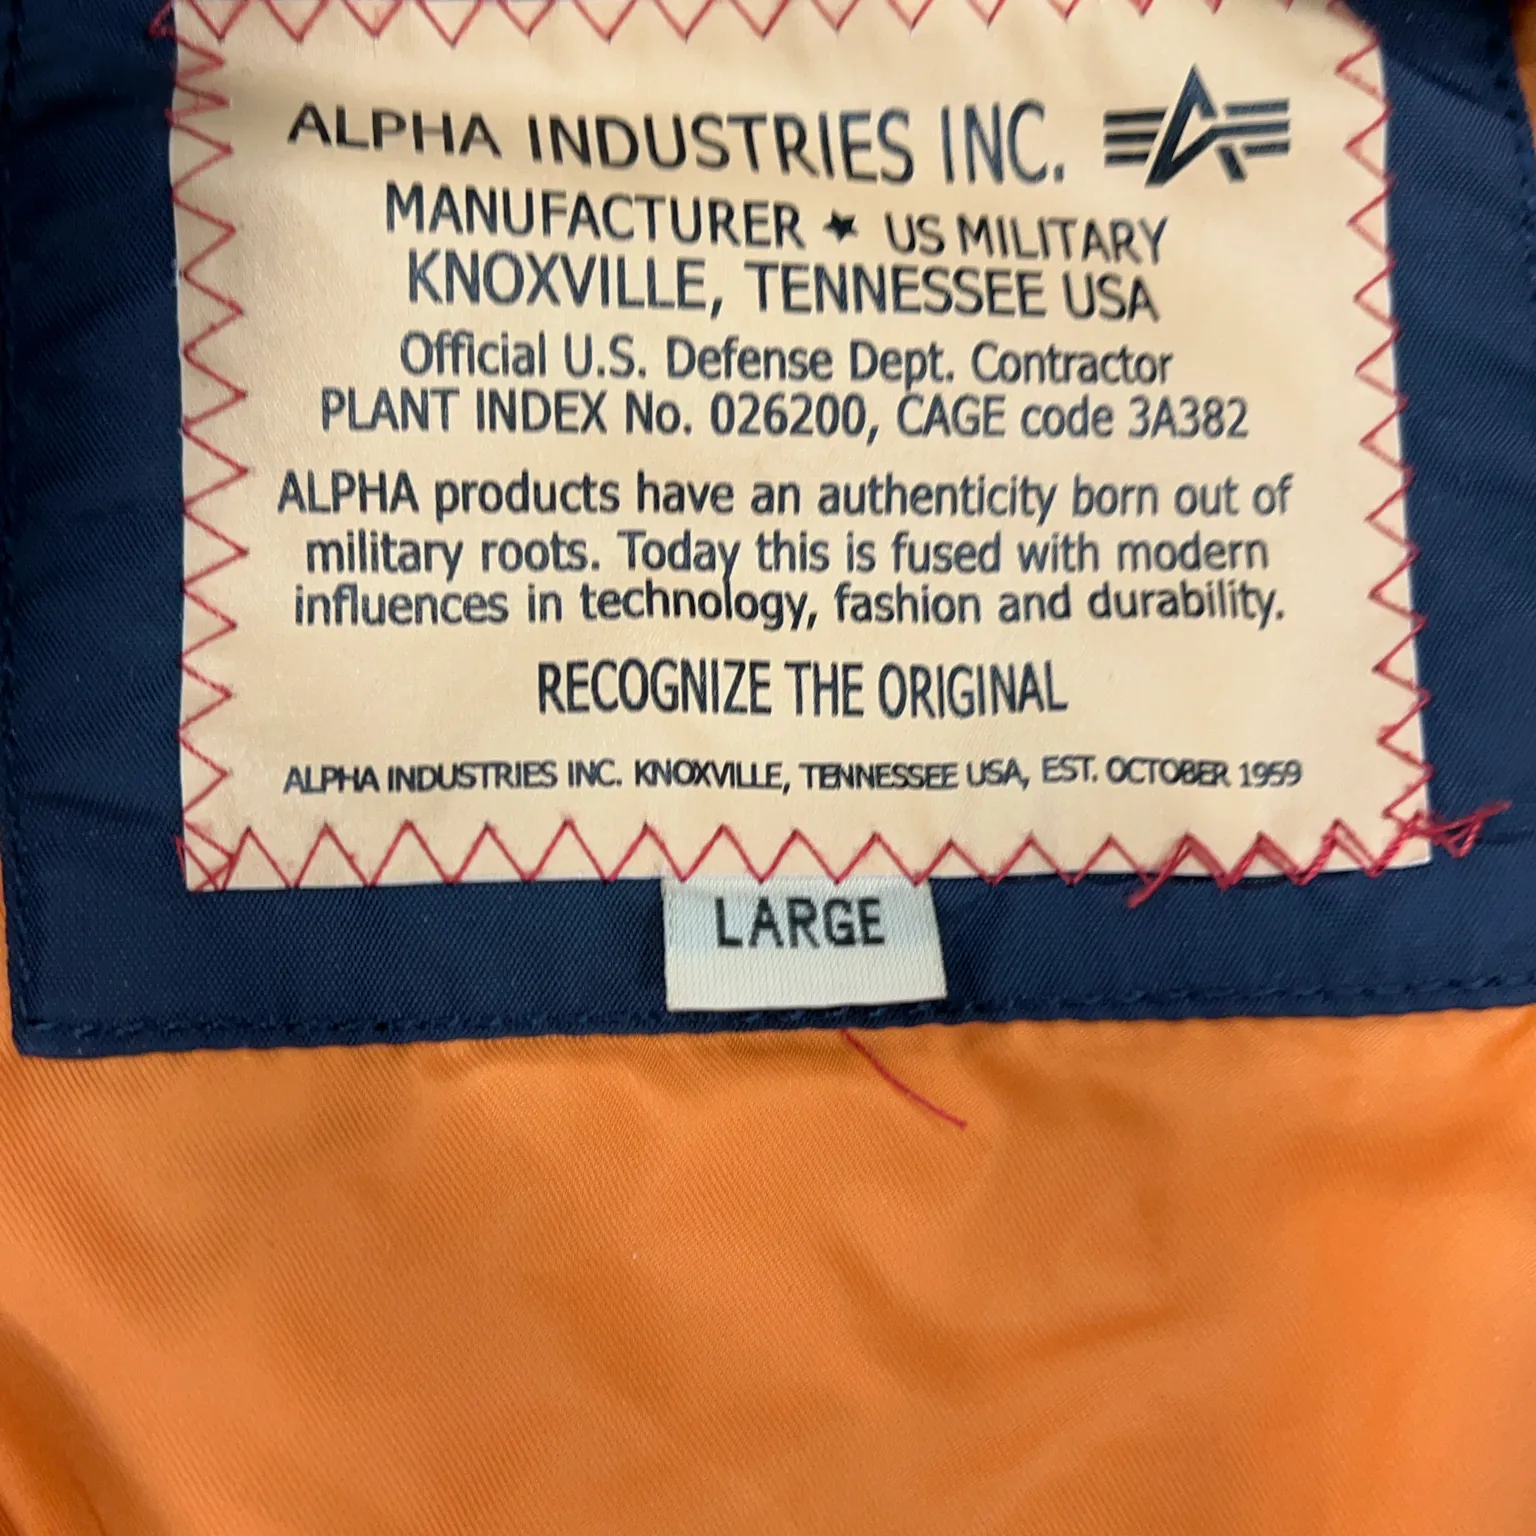 ALPHA INDUSTRIES INC.
MANUFACTURER ★ US MILITARY
KNOXVILLE, TENNESSEE USA
Official U.S. Defense Dept. Contractor
PLANT INDEX No. 026200, CAGE code 3A382
ALPHA products have an authenticity born out of
military roots. Today this is fused with modern
influences in technology, fashion and durability.
RECOGNIZE THE ORIGINAL
ALPHA INDUSTRIES INC. KNOXVILLE, TENNESSEE USA, EST. OCTOBER 1959
LARGE